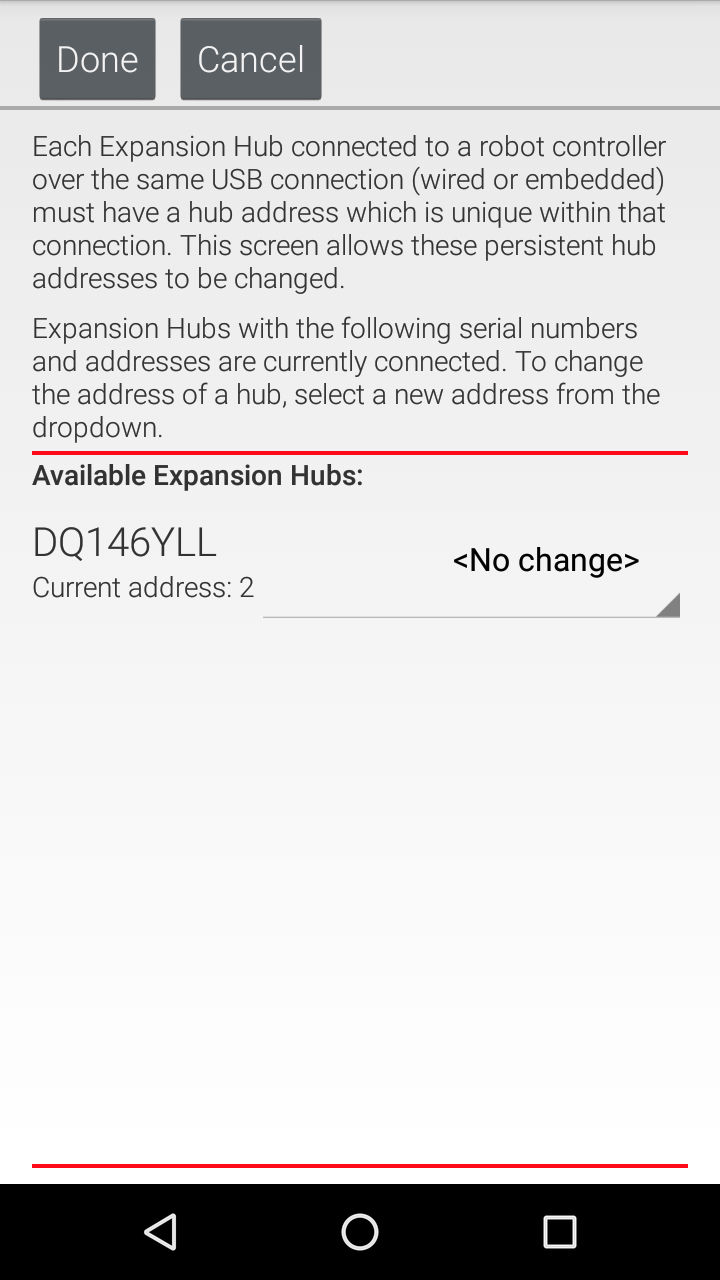 Done Cancel
Each Expansion Hub connected to a robot controller
over the same USB connection (wired or embedded)
must have a hub address which is unique within that
connection. This screen allows these persistent hub
addresses to be changed.
Expansion Hubs with the following serial numbers
and addresses are currently connected. To change
the address of a hub, select a new address from the
dropdown.
Available Expansion Hubs:
DQ146YLL
<No change>
Current address: 2